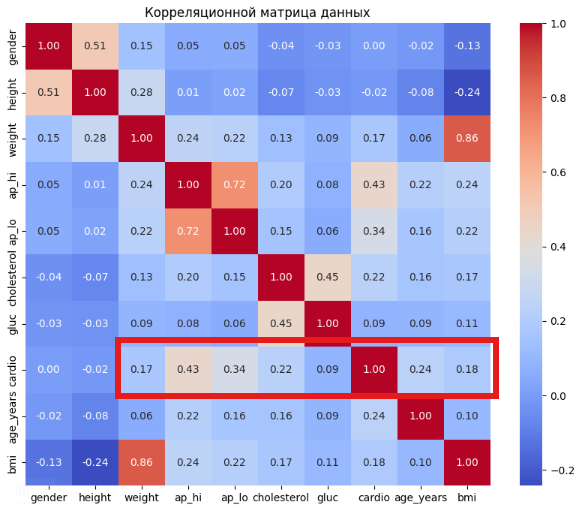 Корреляционной матрица данных
gender 1.00 0.51 0.15 0.05 0.05 -0.04 -0.03 0.00 -0.02 -0.13
height 0.51 1.00 0.28 0.01 0.02 -0.07 -0.03 -0.02 -0.08 -0.24
weight 0.15 0.28 1.00 0.24 0.22 0.13 0.09 0.17 0.06 0.86
ap_hi 0.05 0.01 0.24 1.00 0.72 0.20 0.08 0.43 0.22 0.24
ap_lo 0.05 0.02 0.22 0.72 1.00 0.15 0.06 0.34 0.16 0.22
cholesterol -0.04 -0.07 0.13 0.20 0.15 1.00 0.45 0.22 0.16 0.17
gluc -0.03 -0.03 0.09 0.08 0.06 0.45 1.00 0.09 0.09 0.11
cardio 0.00 -0.02 0.17 0.43 0.34 0.22 0.09 1.00 0.24 0.18
age_years -0.02 -0.08 0.06 0.22 0.16 0.16 0.09 0.24 1.00 0.10
bmi -0.13 -0.24 0.86 0.24 0.22 0.17 0.11 0.18 0.10 1.00
gender height weight ap_hi ap_lo cholesterol gluc cardio age_years bmi
1.0
0.8
0.6
0.4
0.2
0.0
−0.2